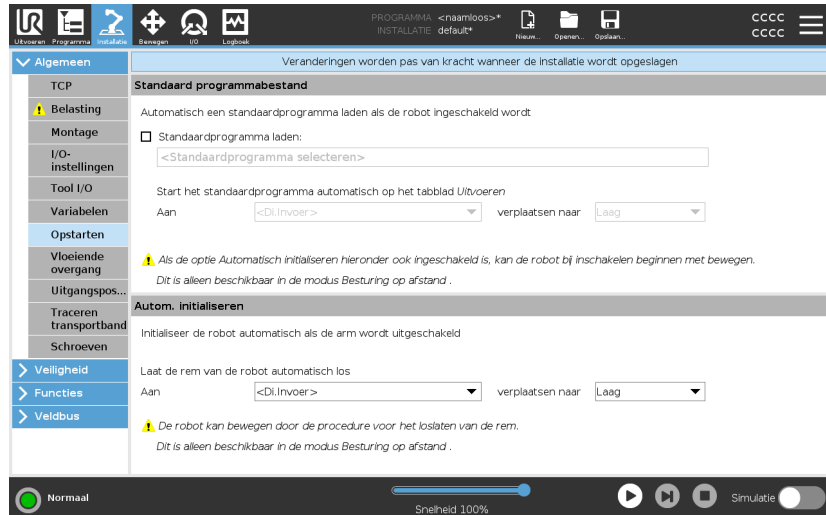 UR
Uitvoeren Programma Installatie Bewegen I/O Logboek
PROGRAMMA <naamloos>*
INSTALLATIE default*
Nieuw... Openen... Opslaan...
cccc
cccc
Algemeen
TCP
Belasting
Montage
I/O-
instellingen
Tool I/O
Variabelen
Opstarten
Vloeiende
overgang
Uitgangspos...
Traceren
transportband
Schroeven
Veiligheid
Functies
Veldbus
Veranderingen worden pas van kracht wanneer de installatie wordt opgeslagen
Standaard programmabestand
Automatisch een standaardprogramma laden als de robot ingeschakeld wordt
Standaardprogramma laden:
<Standaardprogramma selecteren>
Start het standaardprogramma automatisch op het tabblad Uitvoeren
Aan <Di.Invoer> verplaatsen naar Laag
Als de optie Automatisch initialiseren hieronder ook ingeschakeld is, kan de robot bij inschakelen beginnen met bewegen.
Dit is alleen beschikbaar in de modus Besturing op afstand .
Autom. initialiseren
Initialiseer de robot automatisch als de arm wordt uitgeschakeld
Laat de rem van de robot automatisch los
Aan <Di.Invoer> verplaatsen naar Laag
De robot kan bewegen door de procedure voor het loslaten van de rem.
Dit is alleen beschikbaar in de modus Besturing op afstand .
Normaal
Snelheid 100%
Simulatie